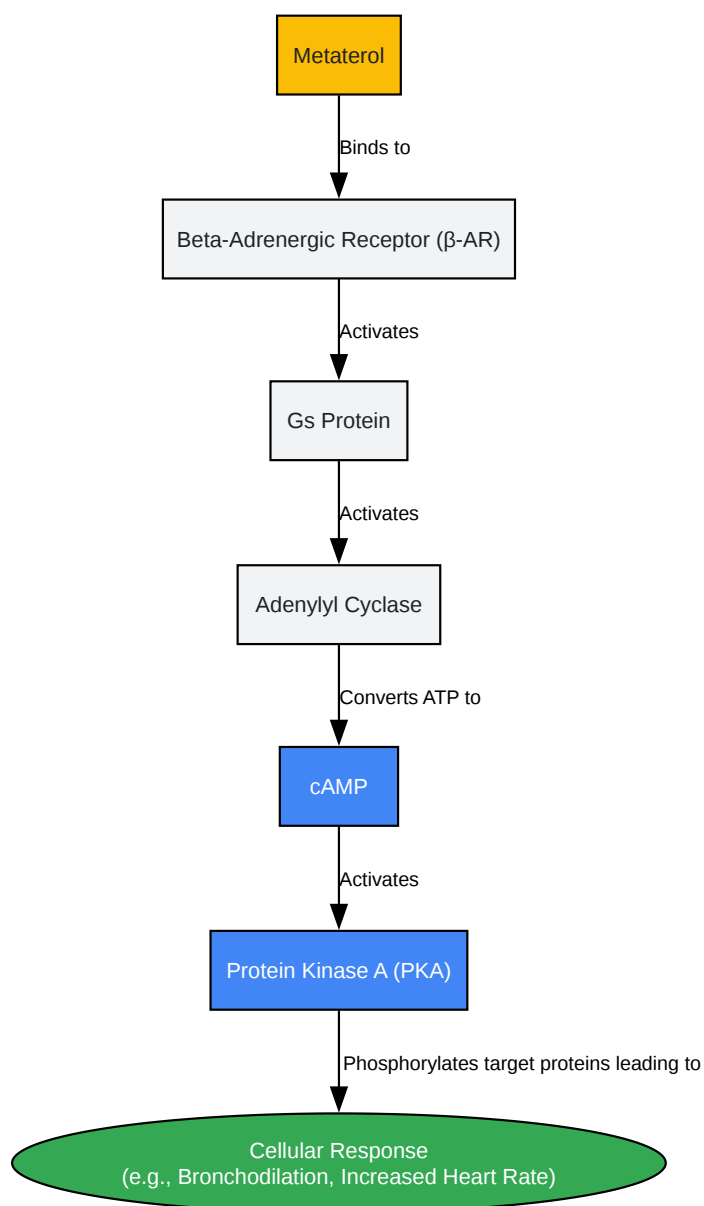 Metaterol
Binds to
Beta-Adrenergic Receptor (β-AR)
Activates
Gs Protein
Activates
Adenylyl Cyclase
Converts ATP to
cAMP
Activates
Protein Kinase A (PKA)
Phosphorylates target proteins leading to
Cellular Response
(e.g., Bronchodilation, Increased Heart Rate)